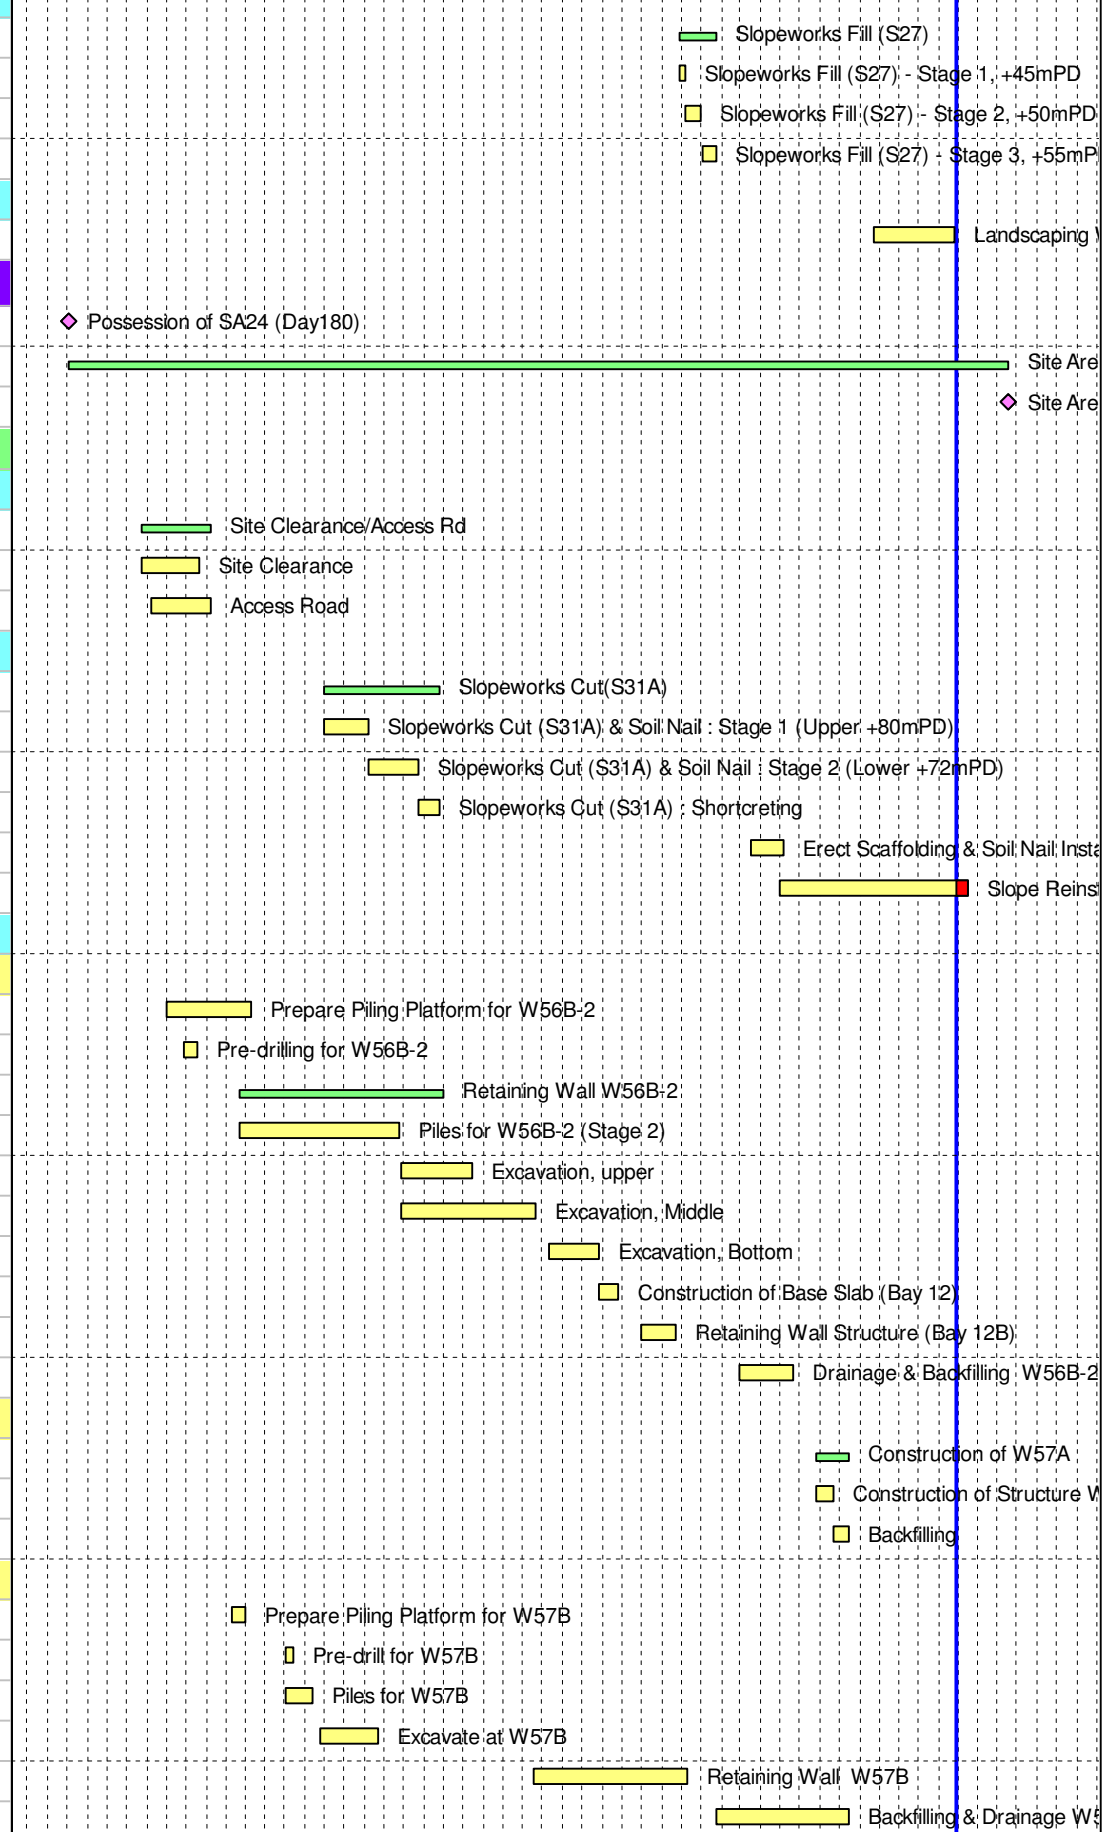 Slopeworks Fill (S27)
Slopeworks Fill (S27) - Stage 1, +45mPD
Slopeworks Fill (S27) - Stage 2, +50mPD
Slopeworks Fill (S27) - Stage 3, +55mP
Landscaping
Possession of SA24 (Day180)
Site Are
Site Are
Site Clearance/Access Rd
Site Clearance
Access Road
Slopeworks Cut(S31A)
Slopeworks Cut (S31A) & Soil Nail : Stage 1 (Upper +80mPD)
Slopeworks Cut (S31A) & Soil Nail : Stage 2 (Lower +72mPD)
Slopeworks Cut (S31A) : Shortcreting
Erect Scaffolding & Soil Nail Insta
Slope Reins
Prepare Piling Platform for W56B-2
Pre-drilling for W56B-2
Retaining Wall W56B-2
Piles for W56B-2 (Stage 2)
Excavation, upper
Excavation, Middle
Excavation, Bottom
Construction of Base Slab (Bay 12)
Retaining Wall Structure (Bay 12B)
Drainage & Backfilling W56B-2
Construction of W57A
Construction of Structure W
Backfilling
Prepare Piling Platform for W57B
Pre-drill for W57B
Piles for W57B
Excavate at W57B
Retaining Wall W57B
Backfilling & Drainage W5